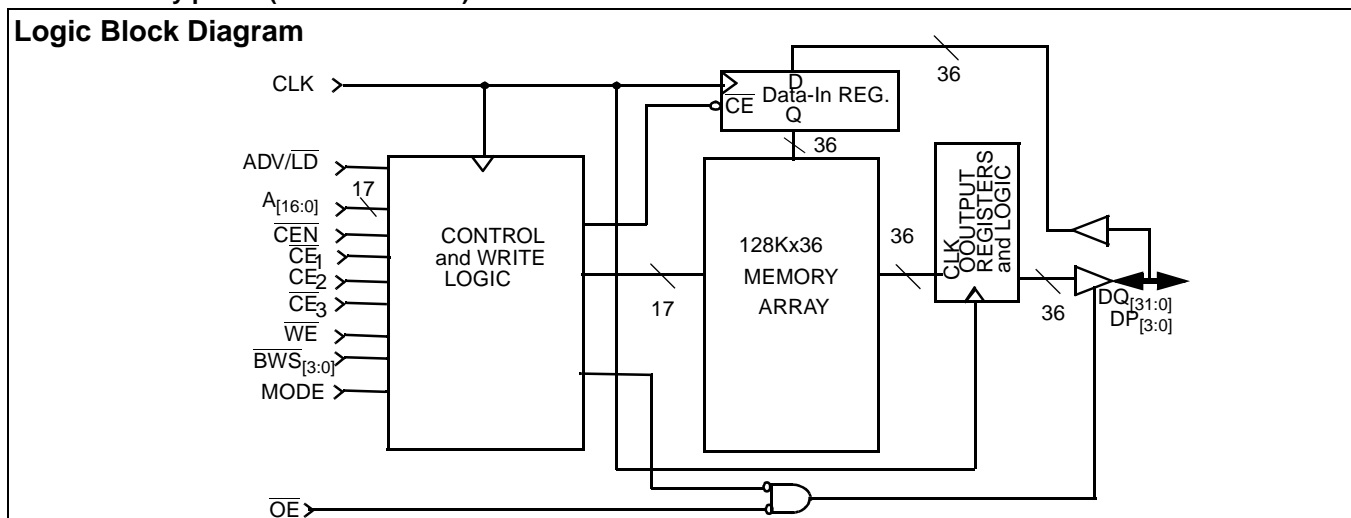 Logic Block Diagram
CLK
ADV/LD
A[16:0]
17
CEN
CE1
CE2
CE3
WE
BWS[3:0]
MODE
OE
CONTROL
and WRITE
LOGIC
D
CE Data-In REG.
Q
36
36
17
128Kx36
MEMORY
ARRAY
36
CLK
OOUTPUT
REGISTERS
and LOGIC
36
DQ[31:0]
DP[3:0]